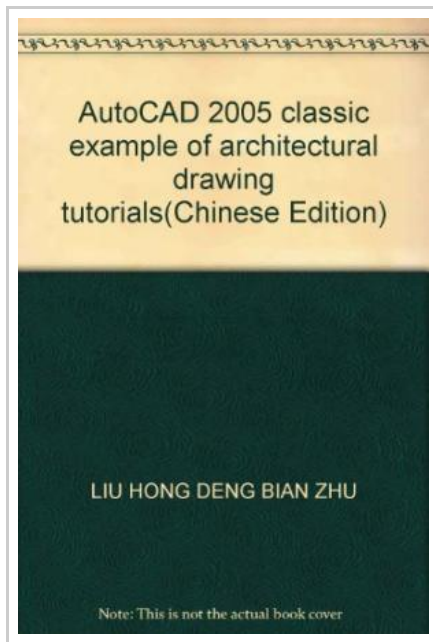 AutoCAD 2005 classic
example of architectural
drawing
tutorials(Chinese Edition)
LIU HONG DENG BIAN ZHU
Note: This is not the actual book cover